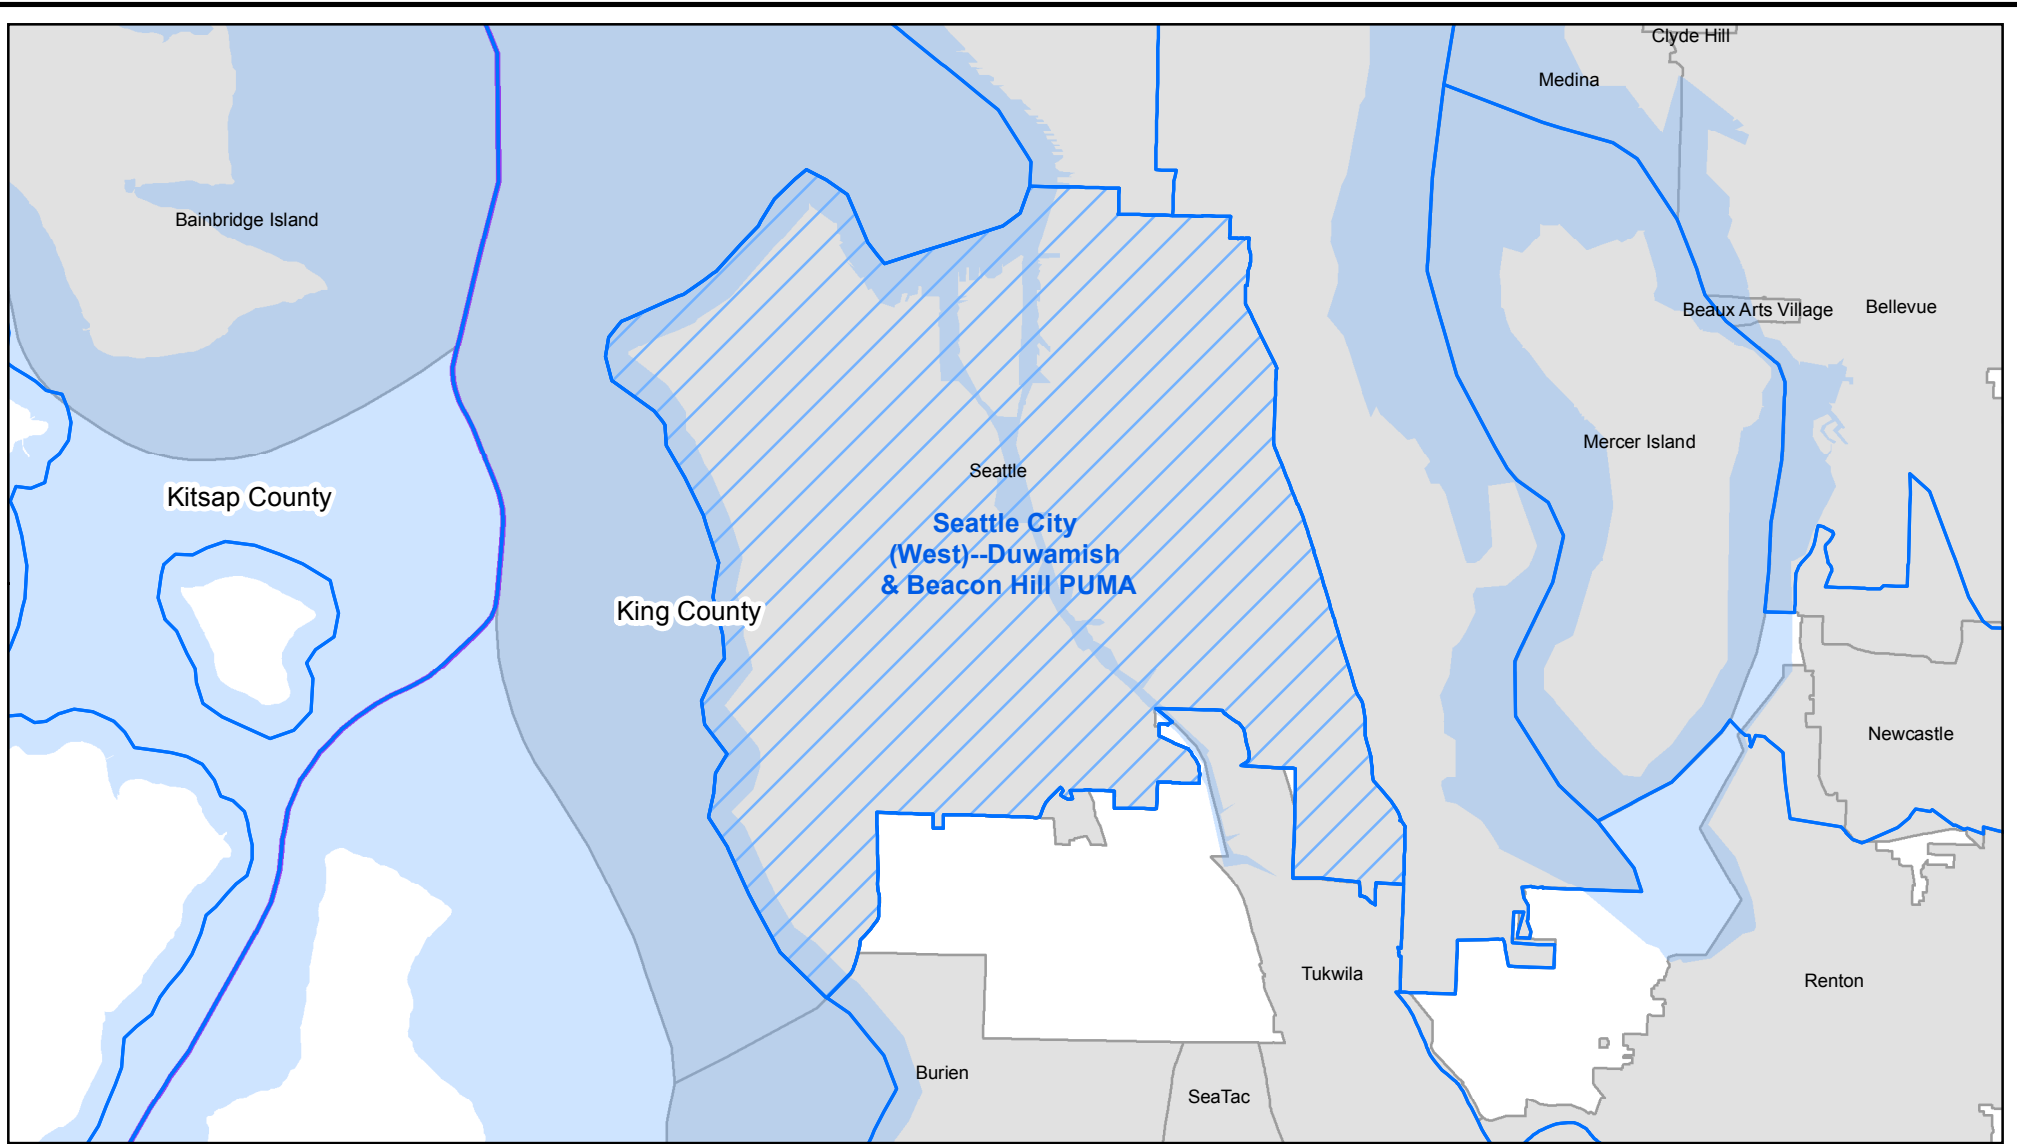 Clyde Hill
Medina
Bainbridge Island
Beaux Arts Village
Bellevue
Mercer Island
Seattle
Kitsap County
Seattle City
(West)--Duwamish
& Beacon Hill PUMA
King County
Newcastle
Tukwila
Renton
Burien
SeaTac